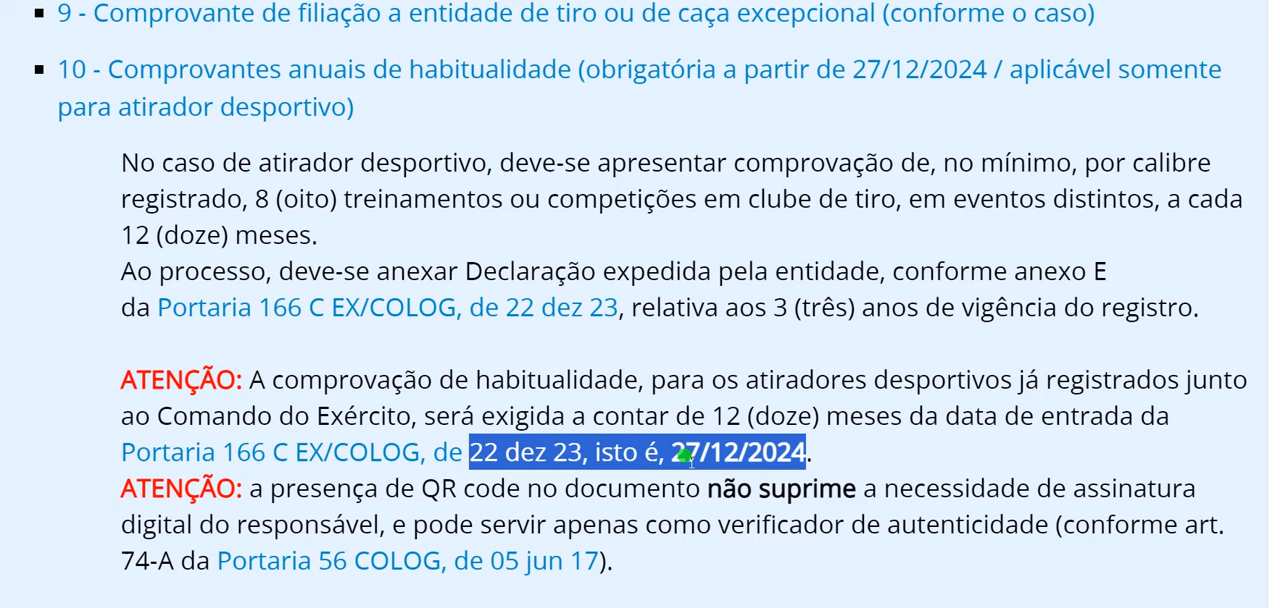 9 - Comprovante de filiação a entidade de tiro ou de caça excepcional (conforme o caso)
10 - Comprovantes anuais de habitualidade (obrigatória a partir de 27/12/2024 / aplicável somente
para atirador desportivo)
No caso de atirador desportivo, deve-se apresentar comprovação de, no mínimo, por calibre
registrado, 8 (oito) treinamentos ou competições em clube de tiro, em eventos distintos, a cada
12 (doze) meses.
Ao processo, deve-se anexar Declaração expedida pela entidade, conforme anexo E
da Portaria 166 C EX/COLOG, de 22 dez 23, relativa aos 3 (três) anos de vigência do registro.
ATENÇÃO: A comprovação de habitualidade, para os atiradores desportivos já registrados junto
ao Comando do Exército, será exigida a contar de 12 (doze) meses da data de entrada da
Portaria 166 C EX/COLOG, de 22 dez 23, isto é, 27/12/2024.
ATENÇÃO: a presença de QR code no documento não suprime a necessidade de assinatura
digital do responsável, e pode servir apenas como verificador de autenticidade (conforme art.
74-A da Portaria 56 COLOG, de 05 jun 17).